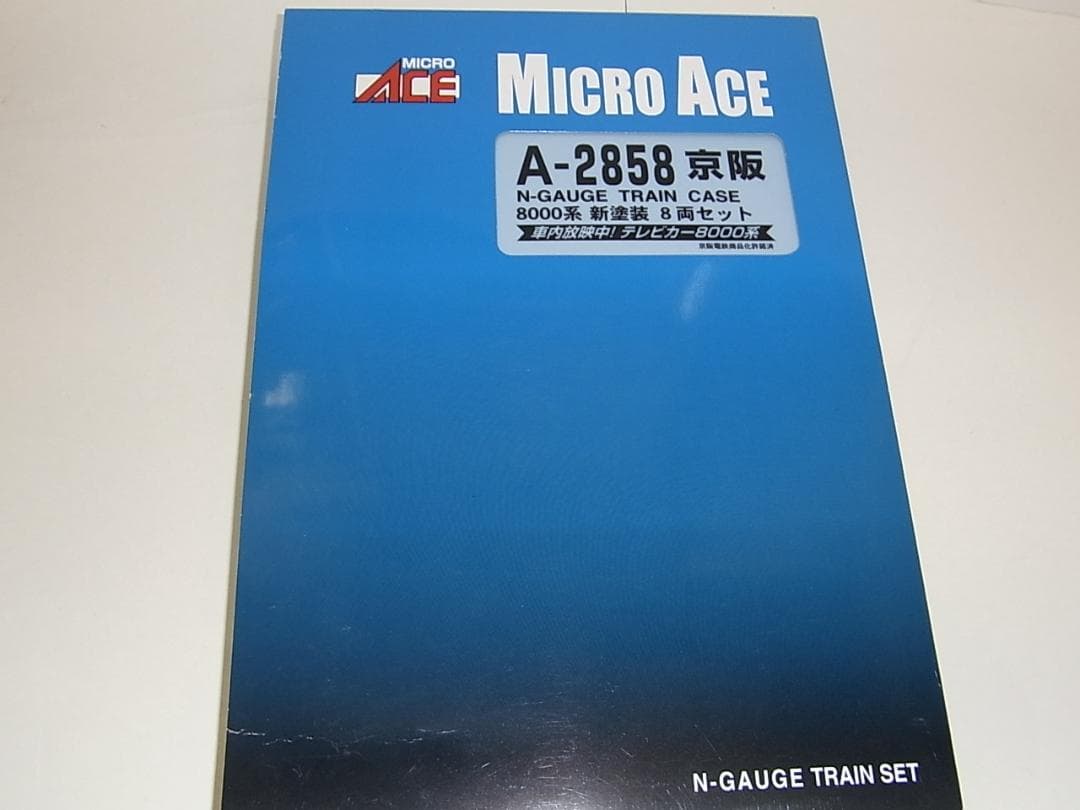 MICRO
ACE
MICRO ACE
A-2858 京阪
N-GAUGE TRAIN CASE
8000系 新塗装 8両セット
車内放映中! テレビカー8000系
京阪電鉄商品化許諾済
N-GAUGE TRAIN SET